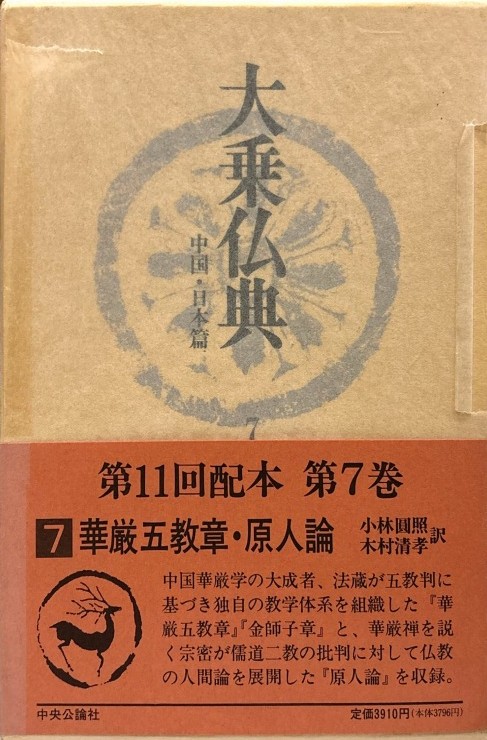 大乗仏典
中国・日本篇
7
第11回配本 第7巻
7 華厳五教章・原人論 小林圓照
木村清孝 訳
中国華厳学の大成者、法蔵が五教判に
基づき独自の教学体系を組織した『華
厳五教章』『金師子章』と、華厳禅を説
く宗密が儒道二教の批判に対して仏教
の人間論を展開した『原人論』を収録。
中央公論社
定価3910円(本体3796円)